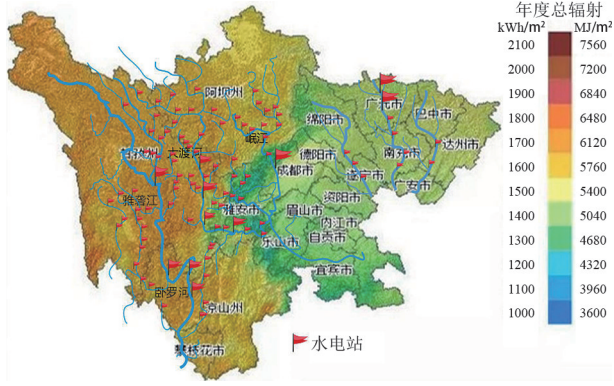 年度总辐射
kWh/m² MJ/m²
2100 7560
2000 7200
1900 6840
1800 6480
1700 6120
1600 5760
1500 5400
1400 5040
1300 4680
1200 4320
1100 3960
1000 3600
阿坝州
绵阳市
广元市
巴中市
达州市
南充市
岷江
大渡河
德阳市
成都市
遂宁市
广安市
雅砻江
雅安市
资阳市
眉山市
内江市
自贡市
乐山市
宜宾市
卧罗河
凉山州
攀枝花市
水电站